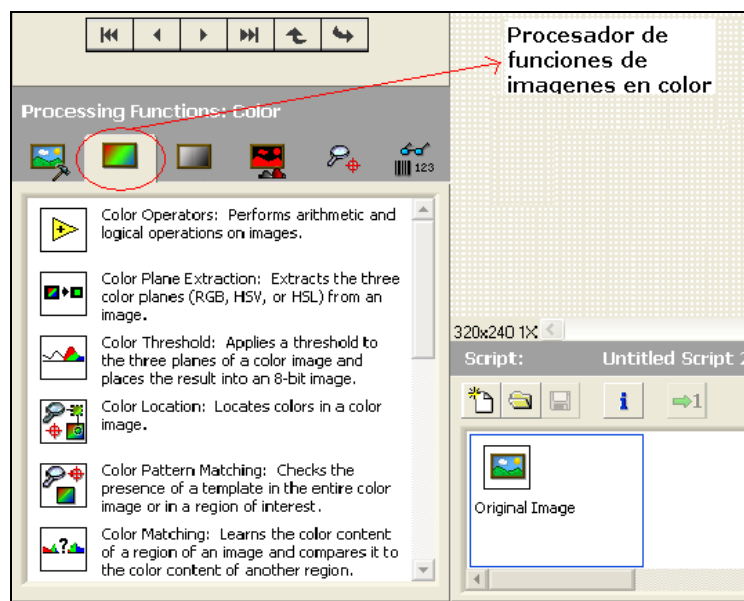 Procesador de
funciones de
imagenes en color
Processing Functions: Color
123
Color Operators: Performs arithmetic and
logical operations on images.
Color Plane Extraction: Extracts the three
color planes (RGB, HSV, or HSL) from an
image.
Color Threshold: Applies a threshold to
the three planes of a color image and
places the result into an 8-bit image.
Color Location: Locates colors in a color
image.
Color Pattern Matching: Checks the
presence of a template in the entire color
image or in a region of interest.
Color Matching: Learns the color content
of a region of an image and compares it to
the color content of another region.
320x240 1X
Script: Untitled Script 2
1
Original Image